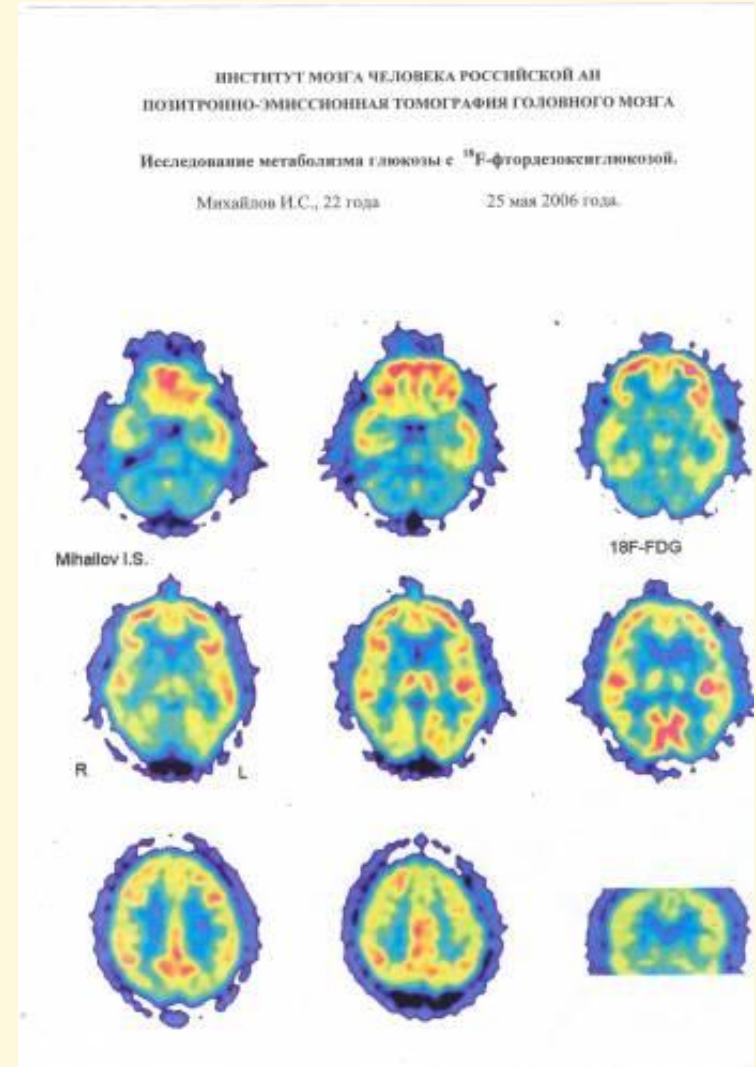 ИНСТИТУТ МОЗГА ЧЕЛОВЕКА РОССИЙСКОЙ АН
ПОЗИТРОННО-ЭМИССИОННАЯ ТОМОГРАФИЯ ГОЛОВНОГО МОЗГА
Исследование метаболизма глюкозы с ¹⁸F-фтордезоксиглюкозой.
Михайлов И.С., 22 года 25 мая 2006 года.
Mihailov I.S.
18F-FDG
R L